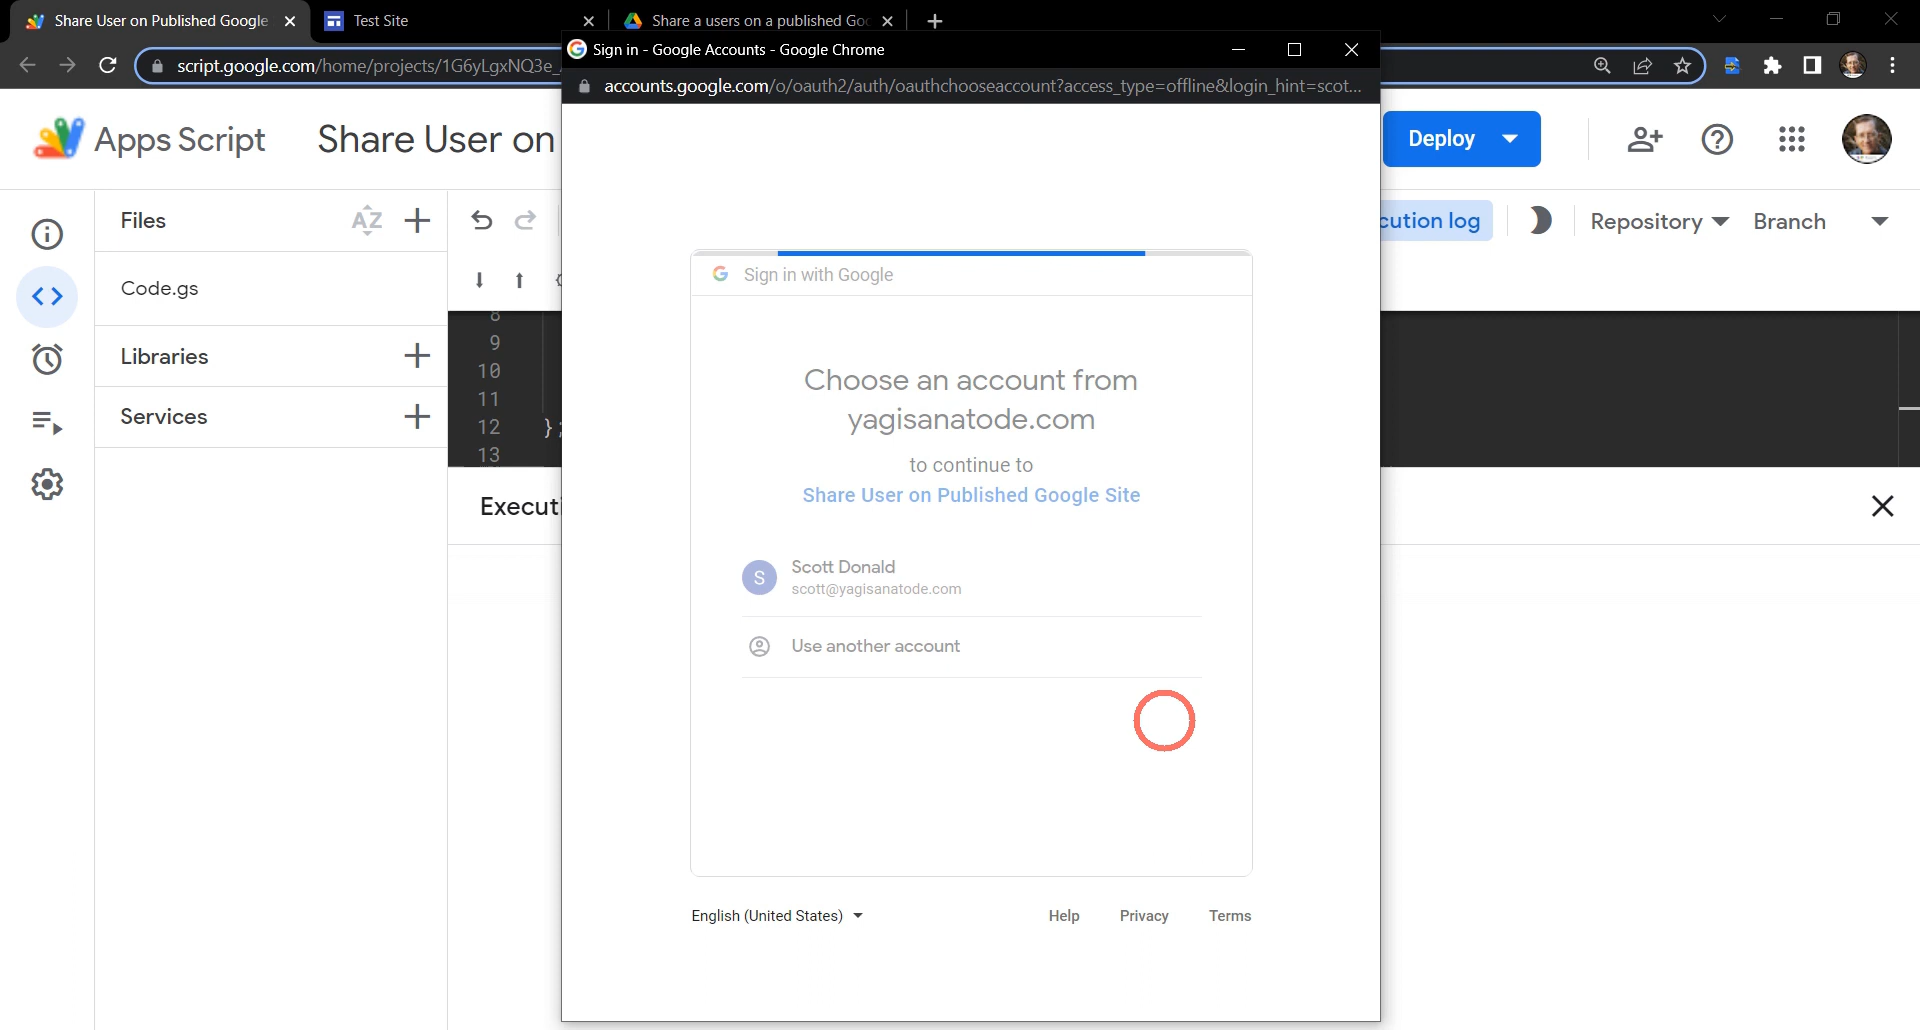 Share User on Published Google
Test Site
Share a users on a published Goo
Sign in - Google Accounts - Google Chrome
script.google.com/home/projects/1G6yLgxNQ3e_
accounts.google.com/o/oauth2/auth/oauthchooseaccount?access_type=offline&login_hint=scot...
Apps Script
Share User on
Deploy
Files
AZ
cution log
Repository
Branch
Code.gs
Libraries
Services
8
9
10
11
12 };
13
Executi
Sign in with Google
Choose an account from
yagisanatode.com
to continue to
Share User on Published Google Site
S
Scott Donald
scott@yagisanatode.com
Use another account
English (United States)
Help
Privacy
Terms